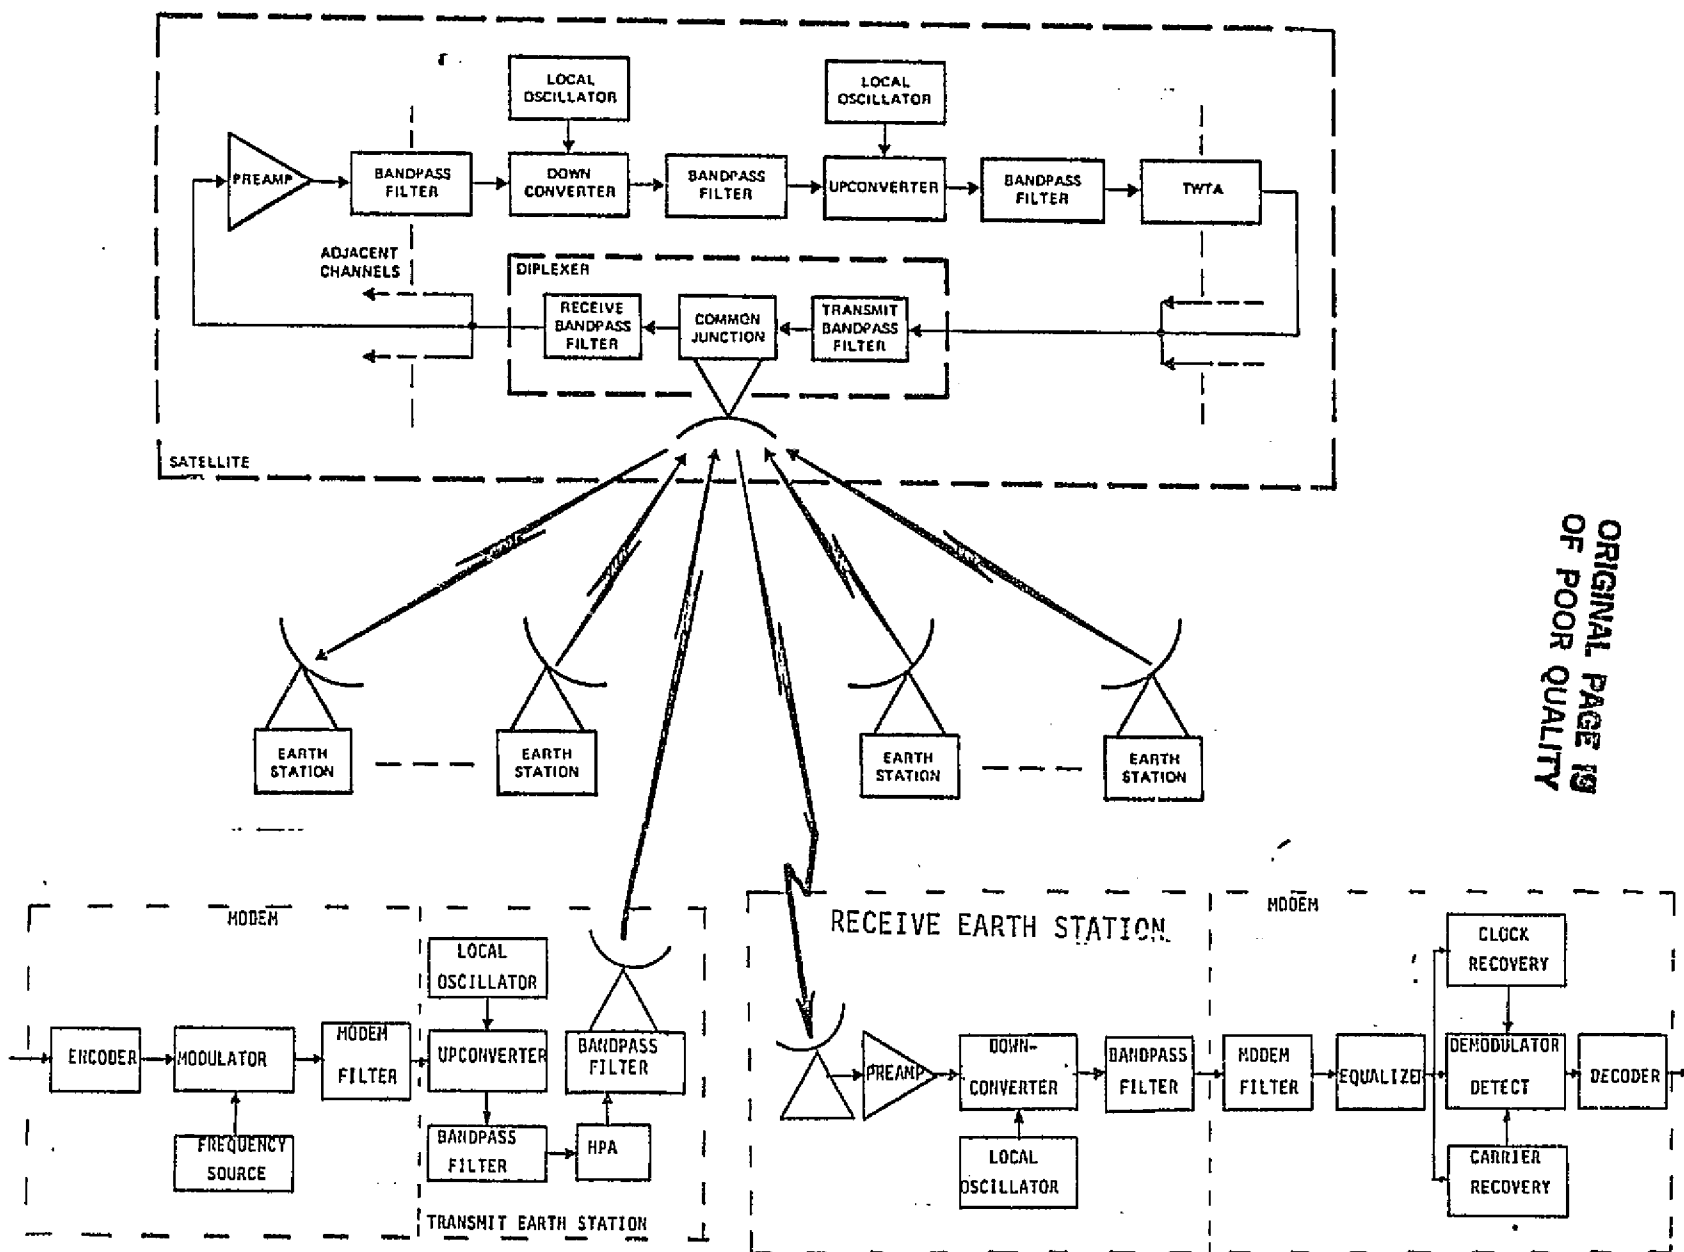 LOCAL
OSCILLATOR
LOCAL
OSCILLATOR
PREAMP
BANDPASS
FILTER
DOWN
CONVERTER
BANDPASS
FILTER
UPCONVERTER
BANDPASS
FILTER
TWTA
ADJACENT
CHANNELS
DIPLEXER
RECEIVE
BANDPASS
FILTER
COMMON
JUNCTION
TRANSMIT
BANDPASS
FILTER
SATELLITE
ORIGINAL PAGE IS
OF POOR QUALITY
EARTH
STATION
EARTH
STATION
EARTH
STATION
EARTH
STATION
MODEM
LOCAL
OSCILLATOR
ENCODER
MODULATOR
MODEM
FILTER
UPCONVERTER
BANDPASS
FILTER
FREQUENCY
SOURCE
BANDPASS
FILTER
HPA
TRANSMIT EARTH STATION
RECEIVE EARTH STATION
MODEM
CLOCK
RECOVERY
PREAMP
DOWN-
CONVERTER
BANDPASS
FILTER
MODEM
FILTER
EQUALIZER
DEMODULATOR
DETECT
DECODER
LOCAL
OSCILLATOR
CARRIER
RECOVERY